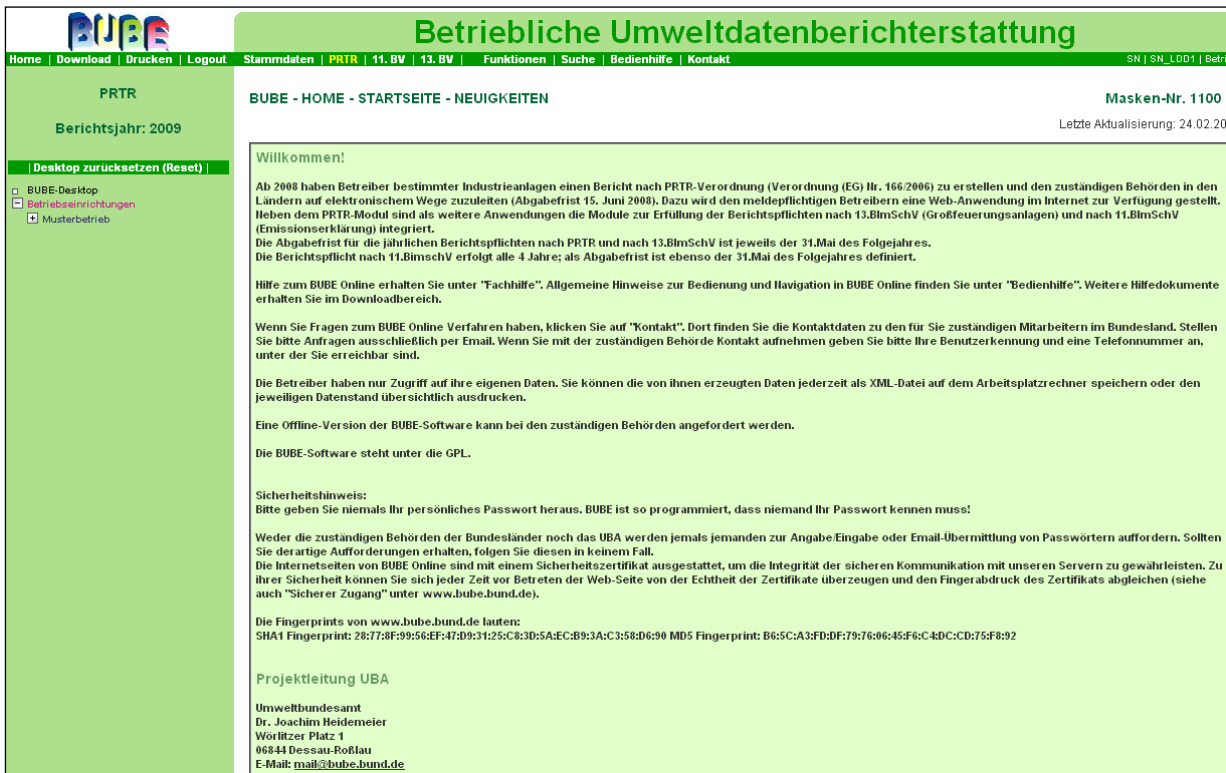 BUBE
Betriebliche Umweltdatenberichterstattung
Home | Download | Drucken | Logout
Stammdaten | PRTR | 11. BV | 13. BV | Funktionen | Suche | Bedienhilfe | Kontakt
SN | SN_LDD1 | Betri
PRTR
Berichtsjahr: 2009
| Desktop zurücksetzen (Reset) |
BUBE-Desktop
Betriebseinrichtungen
Musterbetrieb
BUBE - HOME - STARTSEITE - NEUIGKEITEN
Masken-Nr. 1100
Letzte Aktualisierung: 24.02.20
Willkommen!
Ab 2008 haben Betreiber bestimmter Industrieanlagen einen Bericht nach PRTR-Verordnung (Verordnung (EG) Nr. 166/2006) zu erstellen und den zuständigen Behörden in den
Ländern auf elektronischem Wege zuzuleiten (Abgabefrist 15. Juni 2008). Dazu wird den meldepflichtigen Betreibern eine Web-Anwendung im Internet zur Verfügung gestellt.
Neben dem PRTR-Modul sind als weitere Anwendungen die Module zur Erfüllung der Berichtspflichten nach 13.BImSchV (Großfeuerungsanlagen) und nach 11.BImSchV
(Emissionserklärung) integriert.
Die Abgabefrist für die jährlichen Berichtspflichten nach PRTR und nach 13.BImSchV ist jeweils der 31.Mai des Folgejahres.
Die Berichtspflicht nach 11.BimschV erfolgt alle 4 Jahre; als Abgabefrist ist ebenso der 31.Mai des Folgejahres definiert.
Hilfe zum BUBE Online erhalten Sie unter "Fachhilfe". Allgemeine Hinweise zur Bedienung und Navigation in BUBE Online finden Sie unter "Bedienhilfe". Weitere Hilfedokumente
erhalten Sie im Downloadbereich.
Wenn Sie Fragen zum BUBE Online Verfahren haben, klicken Sie auf "Kontakt". Dort finden Sie die Kontaktdaten zu den für Sie zuständigen Mitarbeitern im Bundesland. Stellen
Sie bitte Anfragen ausschließlich per Email. Wenn Sie mit der zuständigen Behörde Kontakt aufnehmen geben Sie bitte Ihre Benutzerkennung und eine Telefonnummer an,
unter der Sie erreichbar sind.
Die Betreiber haben nur Zugriff auf ihre eigenen Daten. Sie können die von ihnen erzeugten Daten jederzeit als XML-Datei auf dem Arbeitsplatzrechner speichern oder den
jeweiligen Datenstand übersichtlich ausdrucken.
Eine Offline-Version der BUBE-Software kann bei den zuständigen Behörden angefordert werden.
Die BUBE-Software steht unter die GPL.
Sicherheitshinweis:
Bitte geben Sie niemals Ihr persönliches Passwort heraus. BUBE ist so programmiert, dass niemand Ihr Passwort kennen muss!
Weder die zuständigen Behörden der Bundesländer noch das UBA werden jemals jemanden zur Angabe/Eingabe oder Email-Übermittlung von Passwörtern auffordern. Sollten
Sie derartige Aufforderungen erhalten, folgen Sie diesen in keinem Fall.
Die Internetseiten von BUBE Online sind mit einem Sicherheitszertifikat ausgestattet, um die Integrität der sicheren Kommunikation mit unseren Servern zu gewährleisten. Zu
ihrer Sicherheit können Sie sich jeder Zeit vor Betreten der Web-Seite von der Echtheit der Zertifikate überzeugen und den Fingerabdruck des Zertifikats abgleichen (siehe
auch "Sicherer Zugang" unter www.bube.bund.de).
Die Fingerprints von www.bube.bund.de lauten:
SHA1 Fingerprint: 28:77:8F:99:56:EF:47:D9:31:25:C8:3D:5A:EC:B9:3A:C3:58:D6:90 MD5 Fingerprint: B6:5C:A3:FD:DF:79:76:06:45:F6:C4:DC:CD:75:F8:92
Projektleitung UBA
Umweltbundesamt
Dr. Joachim Heidemeier
Wörlitzer Platz 1
06844 Dessau-Roßlau
E-Mail: mail@bube.bund.de